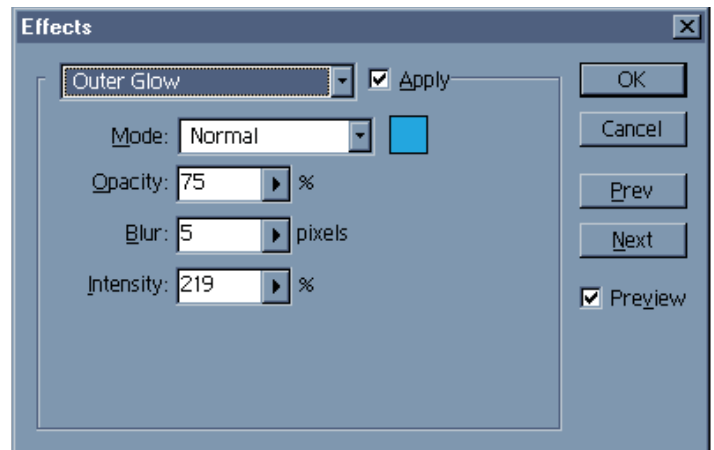 Effects
Outer Glow Apply
Mode: Normal
Opacity: 75 %
Blur: 5 pixels
Intensity: 219 %
OK
Cancel
Prev
Next
Preview